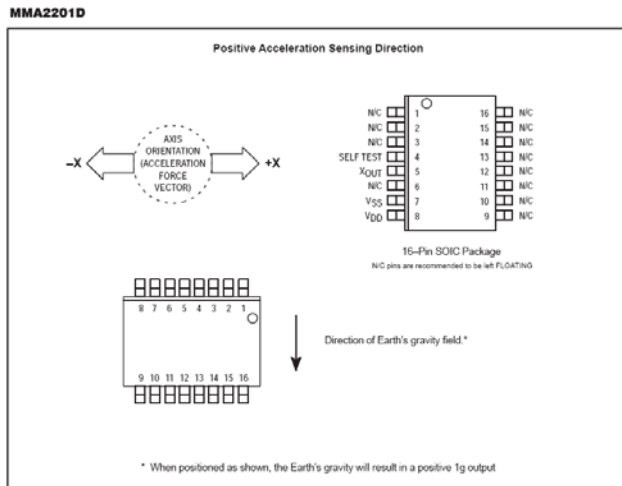 MMA2201D
Positive Acceleration Sensing Direction
–X
AXIS
ORIENTATION
(ACCELERATION
FORCE
VECTOR)
+X
N/C 1 16 N/C
N/C 2 15 N/C
N/C 3 14 N/C
SELF TEST 4 13 N/C
XOUT 5 12 N/C
N/C 6 11 N/C
VSS 7 10 N/C
VDD 8 9 N/C
16–Pin SOIC Package
N/C pins are recommended to be left FLOATING
8 7 6 5 4 3 2 1
9 10 11 12 13 14 15 16
Direction of Earth's gravity field.*
* When positioned as shown, the Earth's gravity will result in a positive 1g output